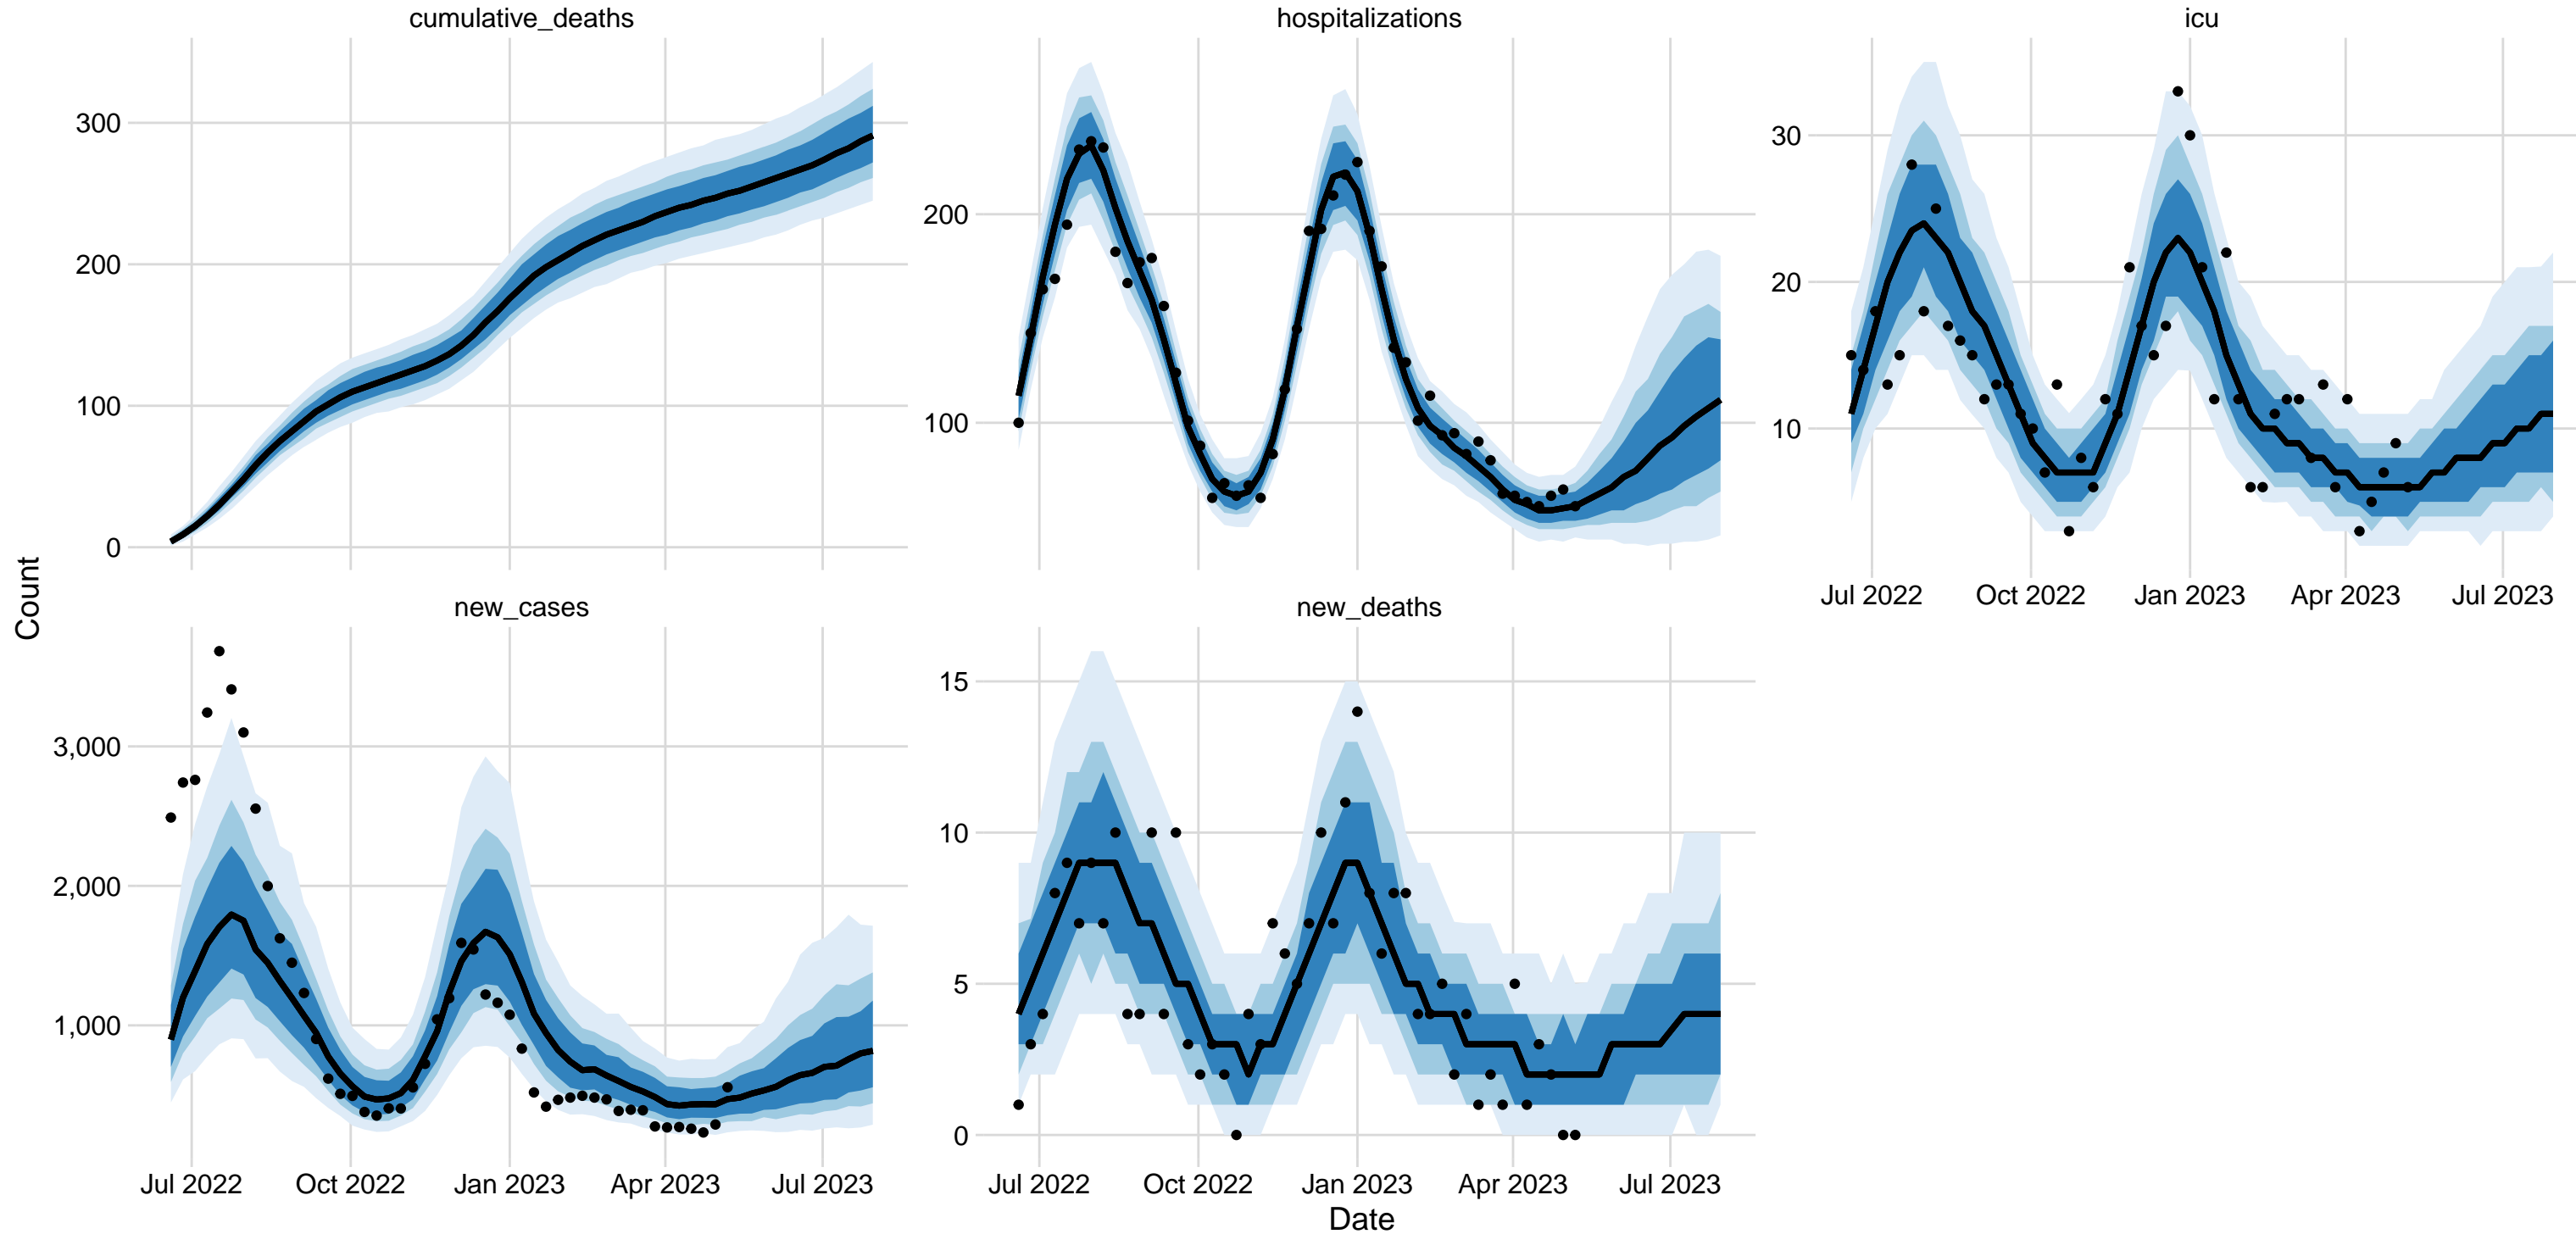 cumulative_deaths
hospitalizations
icu
Count
300
200
100
0
200
100
30
20
10
Jul 2022 Oct 2022 Jan 2023 Apr 2023 Jul 2023
new_cases
new_deaths
3,000
2,000
1,000
15
10
5
0
Jul 2022 Oct 2022 Jan 2023 Apr 2023 Jul 2023
Jul 2022 Oct 2022 Jan 2023 Apr 2023 Jul 2023
Date